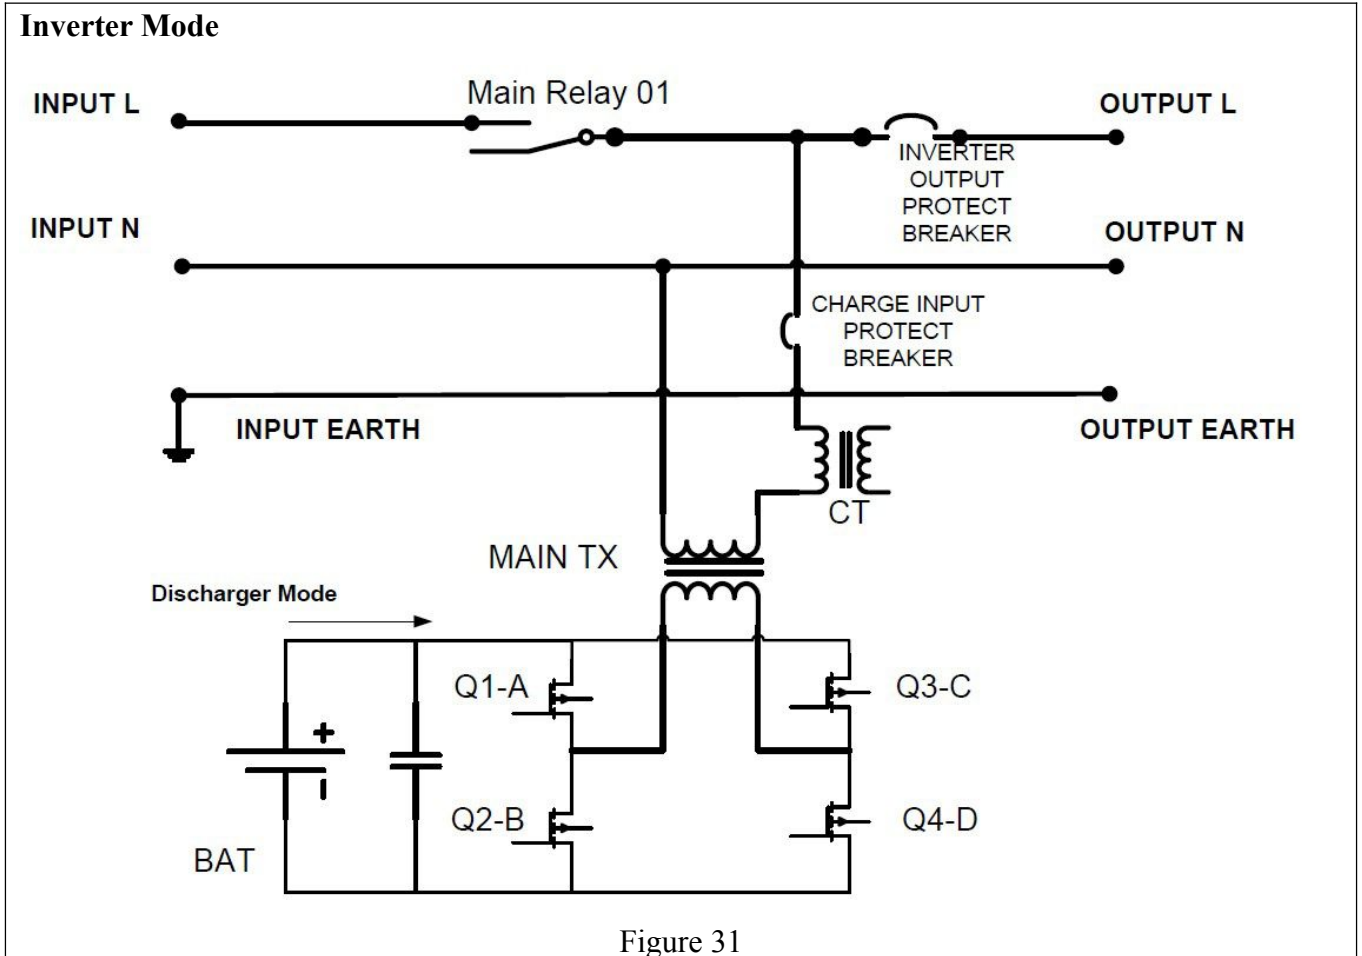 Inverter Mode
Main Relay 01
INPUT L
OUTPUT L
INVERTER
OUTPUT
PROTECT
BREAKER
INPUT N
OUTPUT N
CHARGE INPUT
PROTECT
BREAKER
INPUT EARTH
OUTPUT EARTH
CT
MAIN TX
Discharger Mode
Q1-A
Q3-C
+
-
Q2-B
Q4-D
BAT
Figure 31